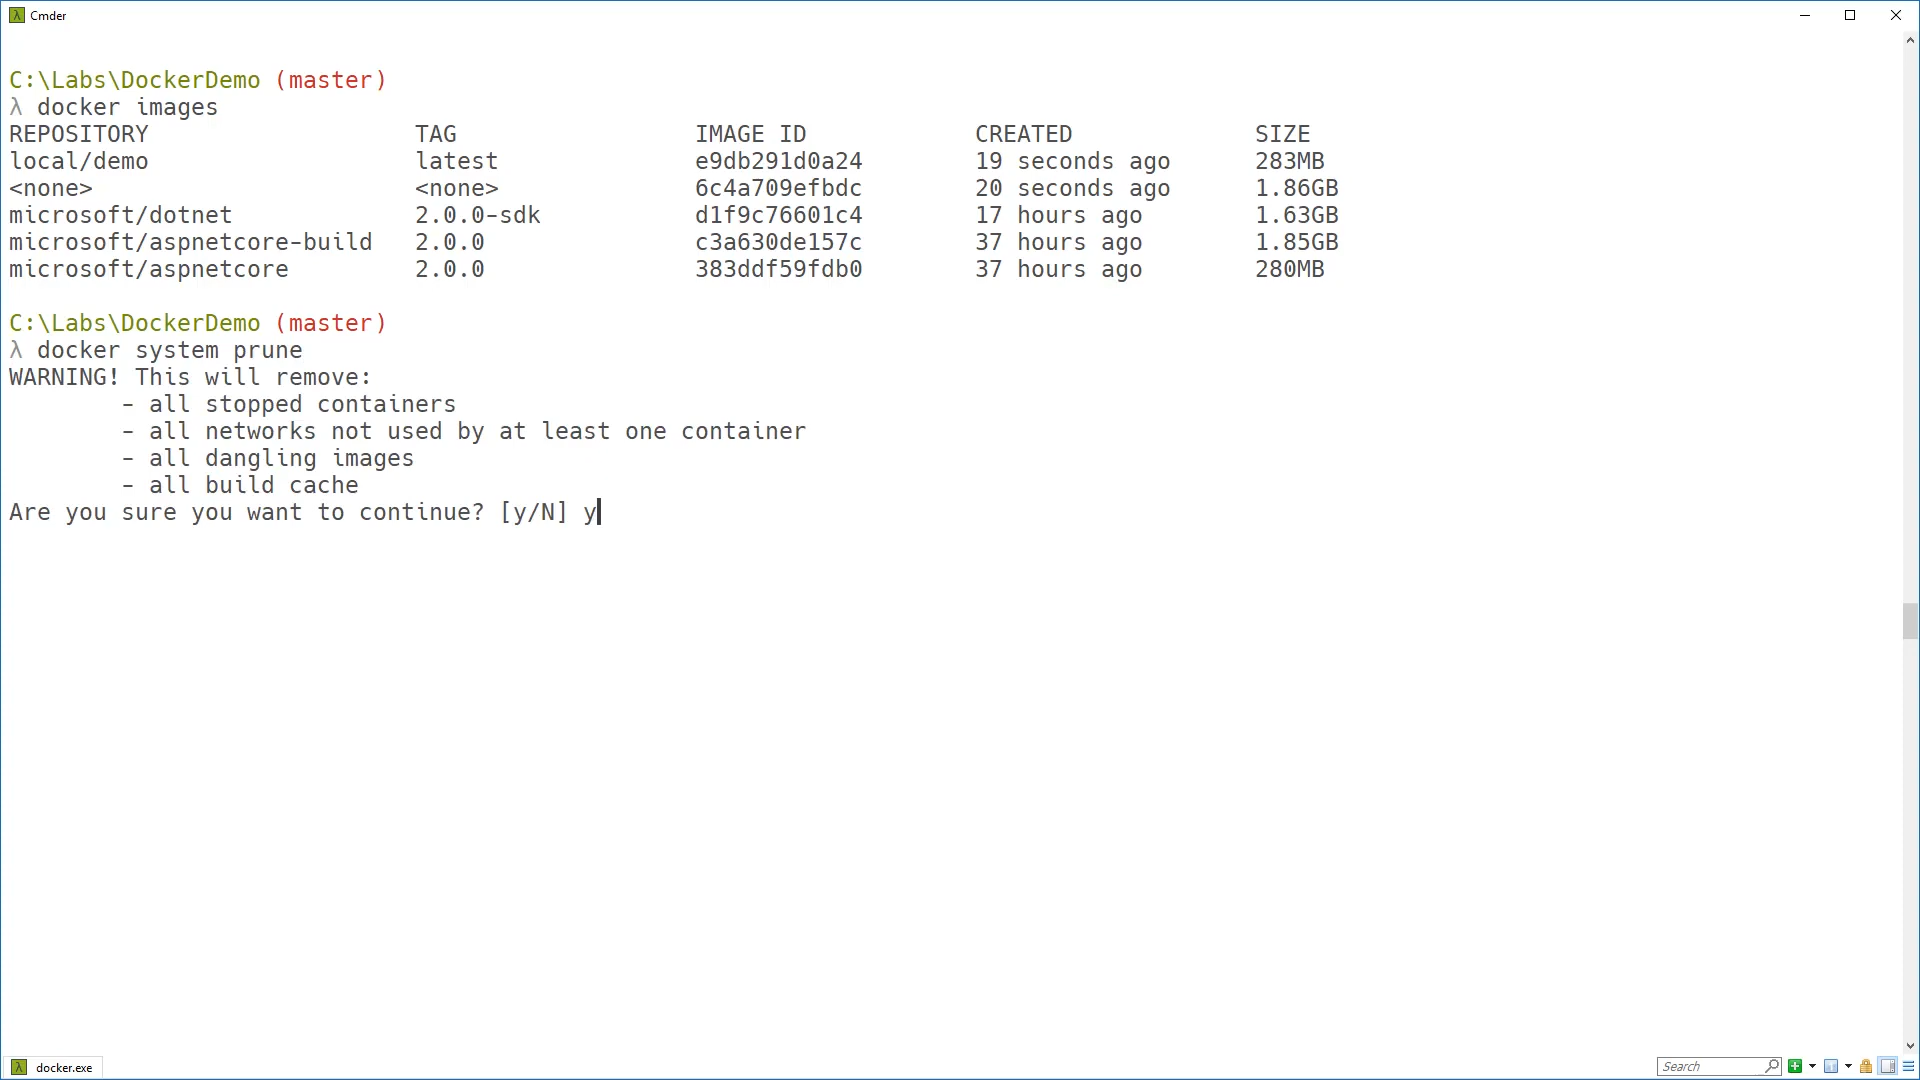 Cmder
C:\Labs\DockerDemo (master)
λ docker images
REPOSITORY TAG IMAGE ID CREATED SIZE
local/demo latest e9db291d0a24 19 seconds ago 283MB
<none> <none> 6c4a709efbdc 20 seconds ago 1.86GB
microsoft/dotnet 2.0.0-sdk d1f9c76601c4 17 hours ago 1.63GB
microsoft/aspnetcore-build 2.0.0 c3a630de157c 37 hours ago 1.85GB
microsoft/aspnetcore 2.0.0 383ddf59fdb0 37 hours ago 280MB
C:\Labs\DockerDemo (master)
λ docker system prune
WARNING! This will remove:
- all stopped containers
- all networks not used by at least one container
- all dangling images
- all build cache
Are you sure you want to continue? [y/N] y
λ docker.exe
Search